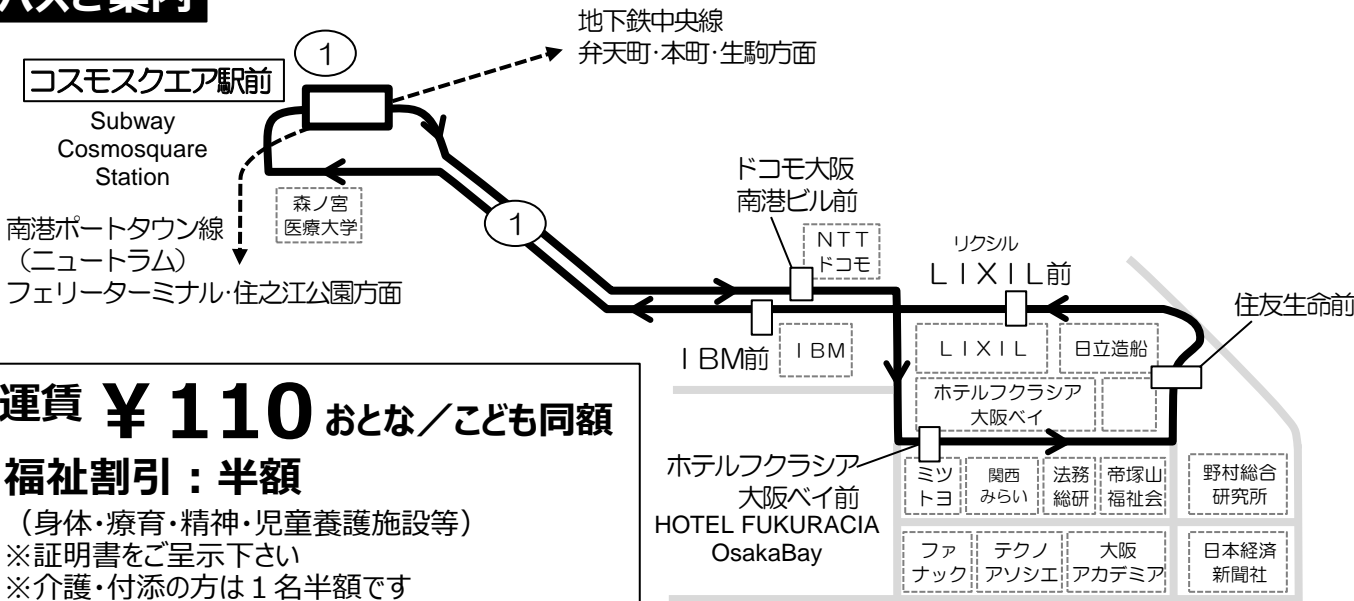 バスご案内
地下鉄中央線
弁天町・本町・生駒方面
①
コスモスクエア駅前
Subway
Cosmosquare
Station
森ノ宮
医療大学
南港ポートタウン線
（ニュートラム）
フェリーターミナル・住之江公園方面
①
ドコモ大阪
南港ビル前
ＮＴＴ
ドコモ
リクシル
ＬＩＸＩＬ前
住友生命前
ＩＢＭ前
ＩＢＭ
ＬＩＸＩＬ
日立造船
ホテルフクラシア
大阪ベイ
運賃 ￥110 おとな／こども同額
福祉割引：半額
（身体・療育・精神・児童養護施設等）
※証明書をご呈示下さい
※介護・付添の方は１名半額です
ホテルフクラシア
大阪ベイ前
HOTEL FUKURACIA
OsakaBay
ミツ
トヨ
関西
みらい
法務
総研
帝塚山
福祉会
野村総合
研究所
ファ
ナック
テクノ
アソシエ
大阪
アカデミア
日本経済
新聞社